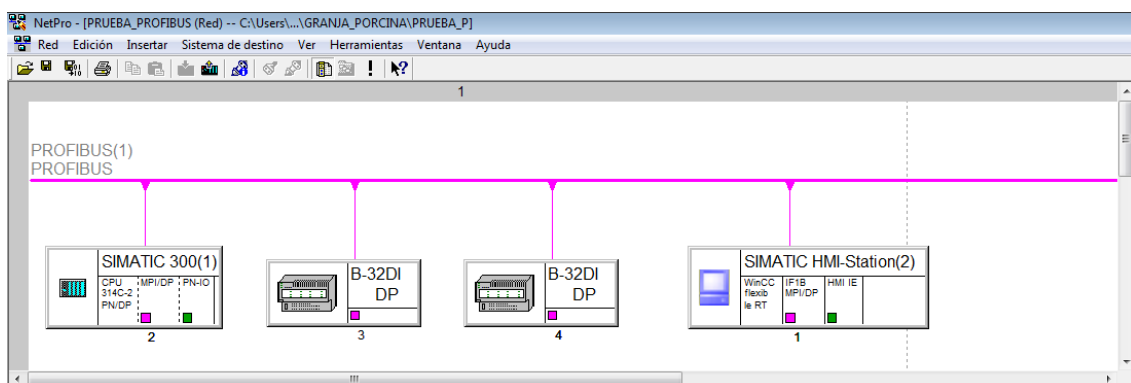 NetPro - [PRUEBA_PROFIBUS (Red) -- C:\Users\...\GRANJA_PORCINA\PRUEBA_P]
Red Edición Insertar Sistema de destino Ver Herramientas Ventana Ayuda
1
PROFIBUS(1)
PROFIBUS
SIMATIC 300(1)
CPU
314C-2
PN/DP
MPI/DP
PN-IO
2
B-32DI
DP
3
B-32DI
DP
4
SIMATIC HMI-Station(2)
WinCC
flexib
le RT
IF1B
MPI/DP
HMI IE
1